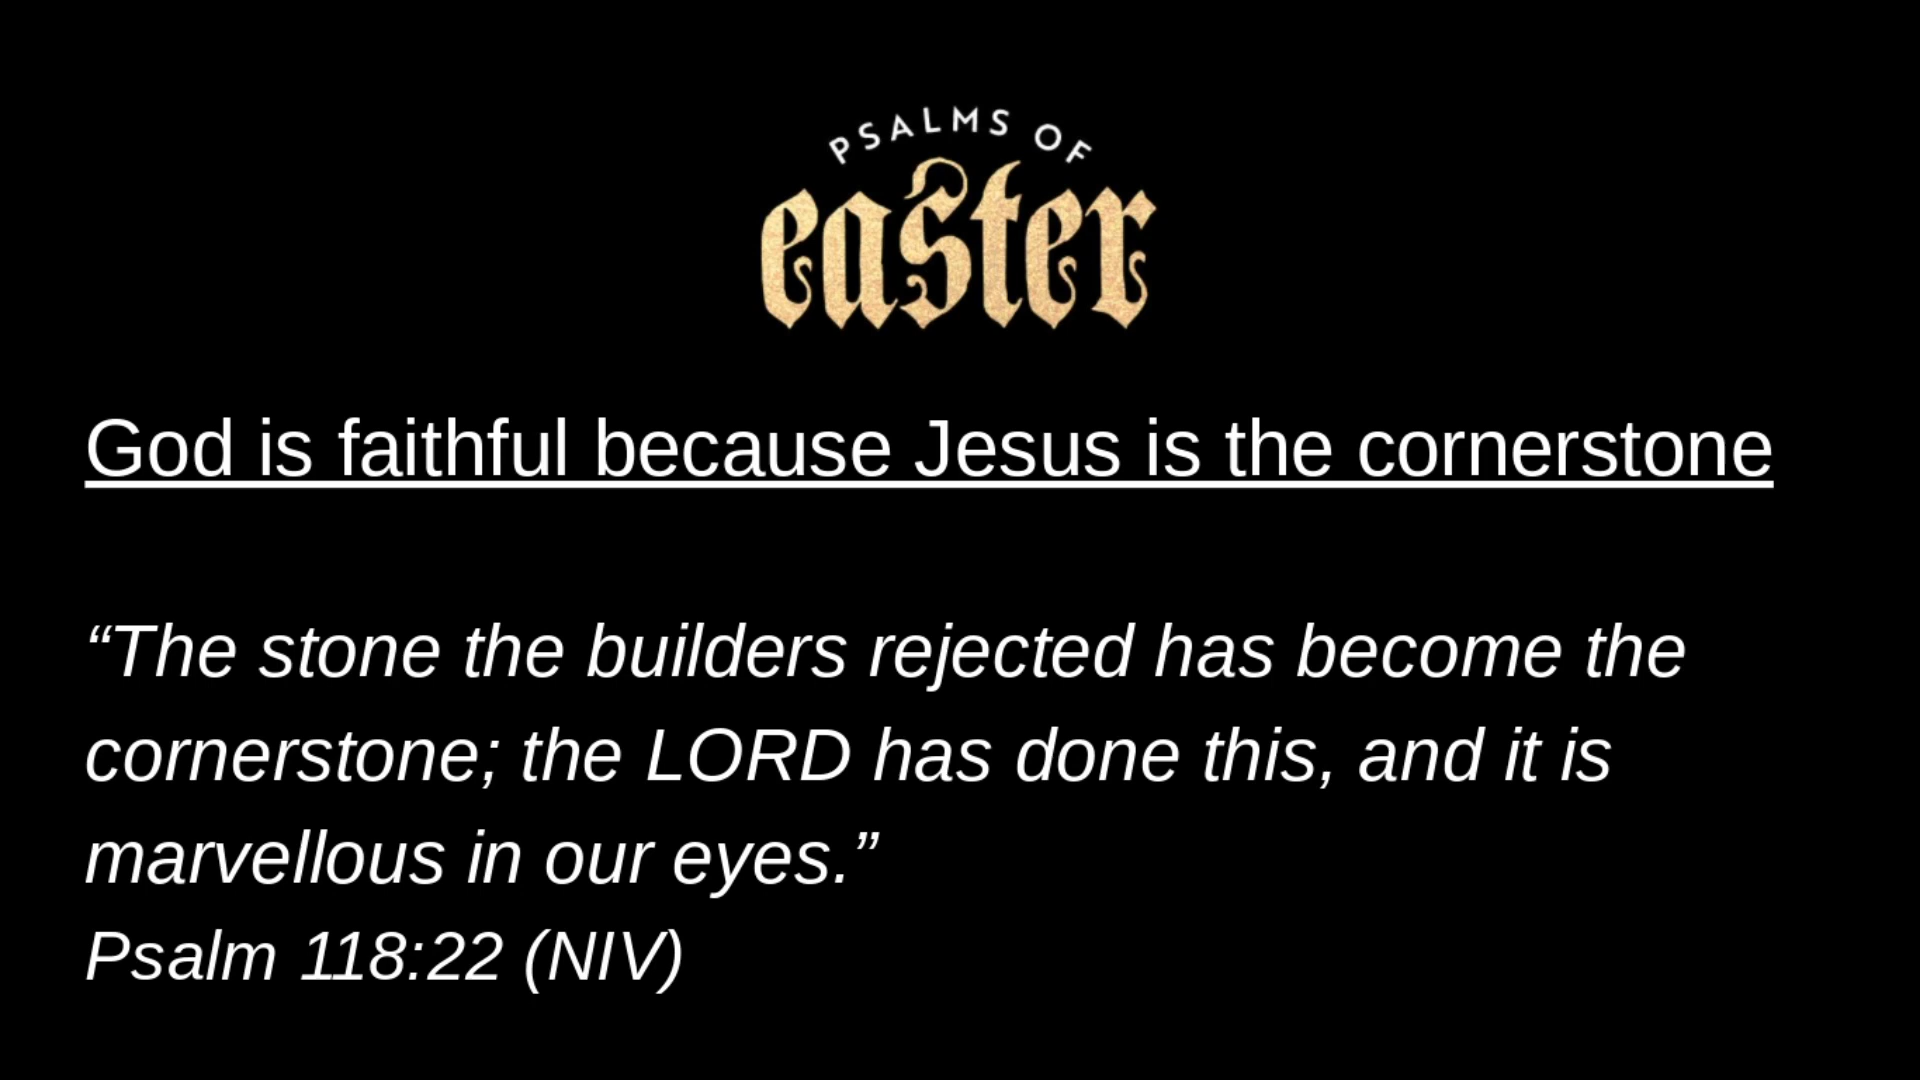 PSALMS OF
easter
God is faithful because Jesus is the cornerstone
“The stone the builders rejected has become the
cornerstone; the LORD has done this, and it is
marvellous in our eyes.”
Psalm 118:22 (NIV)